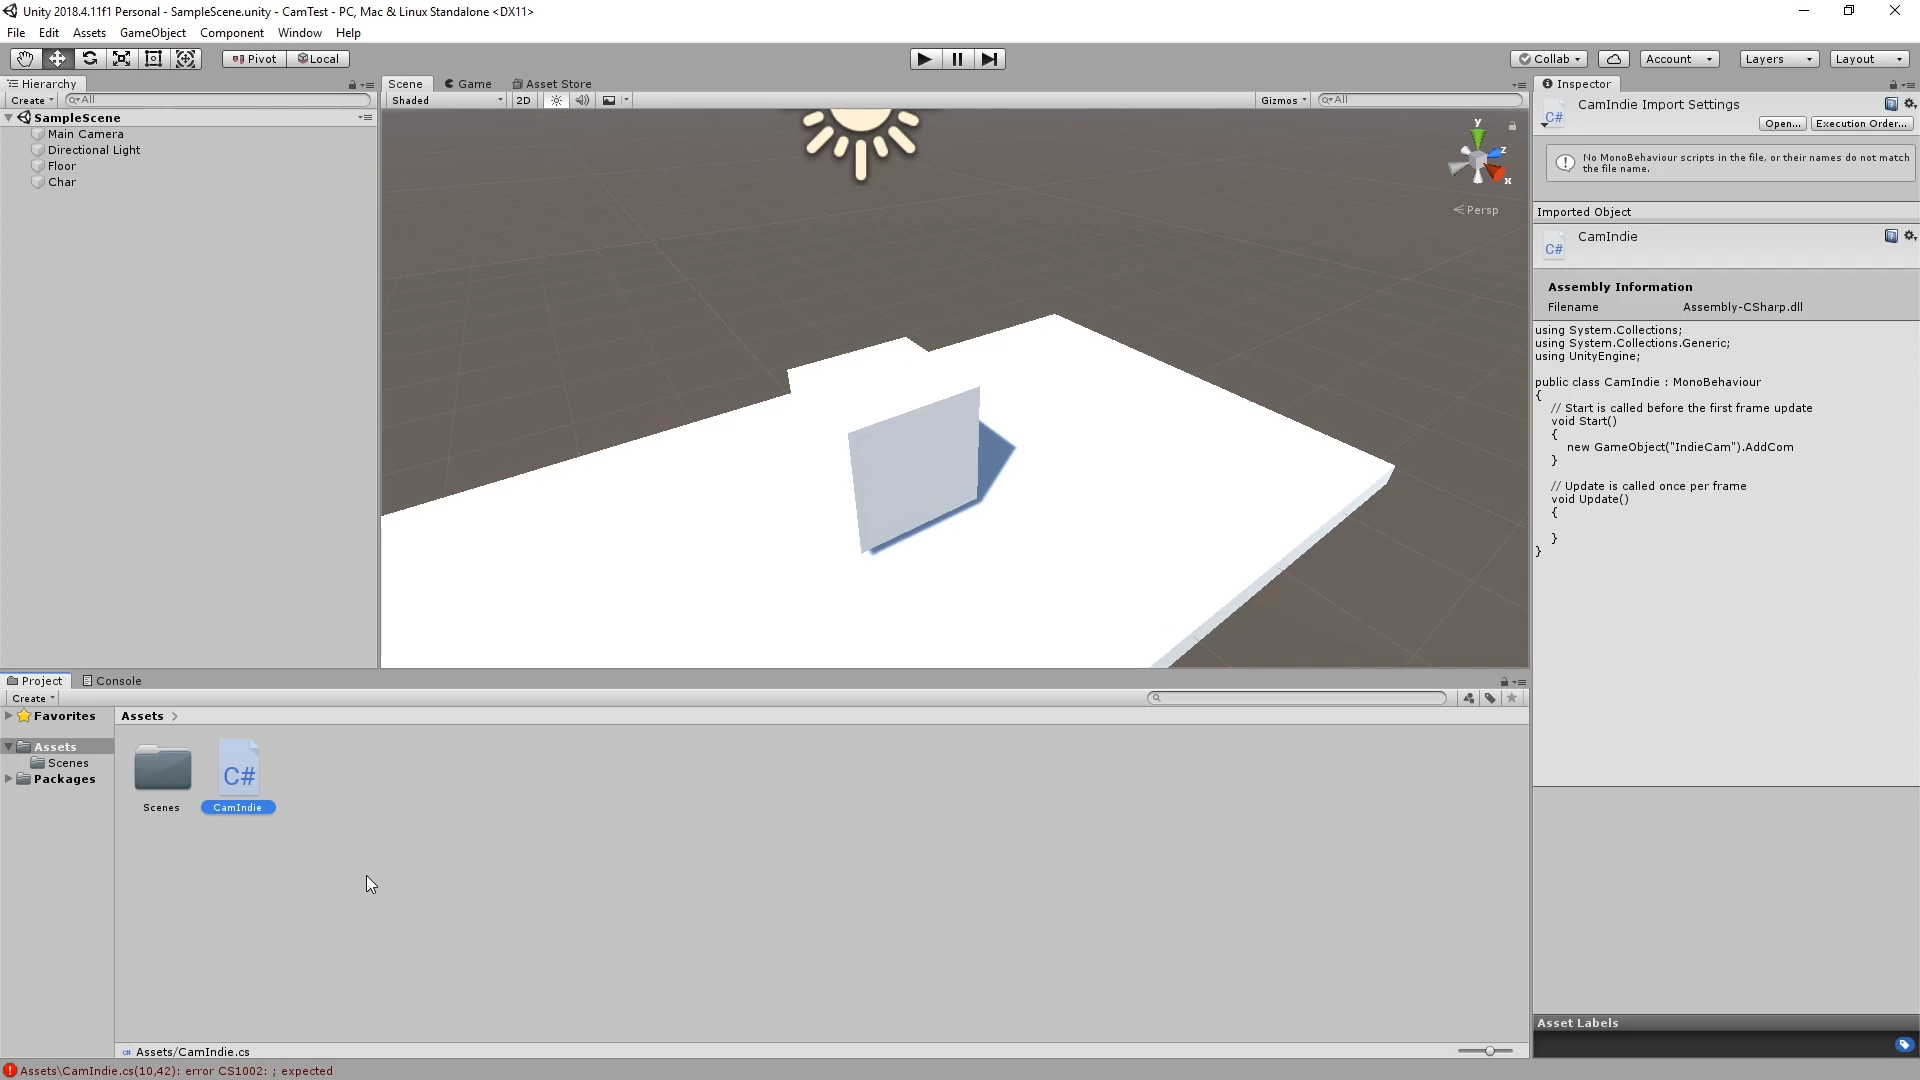 Unity 2018.4.11f1 Personal - SampleScene.unity - CamTest - PC, Mac & Linux Standalone <DX11>
File Edit Assets GameObject Component Window Help
Pivot Local
Collab Account Layers Layout
Hierarchy
Create All
SampleScene
Main Camera
Directional Light
Floor
Char
Scene Game Asset Store
Shaded 2D Gizmos All
y
z
x
Persp
Inspector
CamIndie Import Settings
C#
Open... Execution Order...
No MonoBehaviour scripts in the file, or their names do not match
the file name.
Imported Object
CamIndie
C#
Assembly Information
Filename Assembly-CSharp.dll
using System.Collections;
using System.Collections.Generic;
using UnityEngine;
public class CamIndie : MonoBehaviour
{
// Start is called before the first frame update
void Start()
{
new GameObject("IndieCam").AddCom
}
// Update is called once per frame
void Update()
{
}
}
Project Console
Create
Favorites
Assets
Scenes
Packages
Assets
C#
Scenes
CamIndie
Assets/CamIndie.cs
Asset Labels
Assets\CamIndie.cs(10,42): error CS1002: ; expected